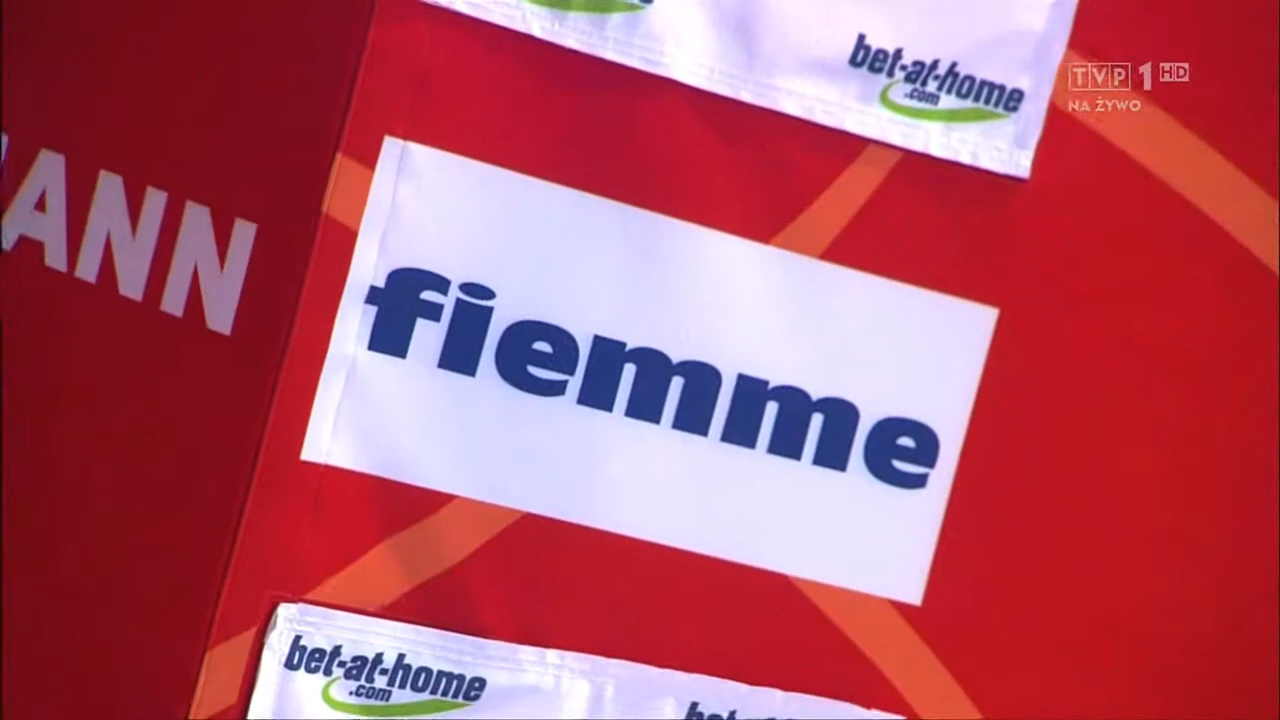 bet-at-home
.com
TVP 1 HD
NA ŻYWO
ANN
fiemme
bet-at-home
.com